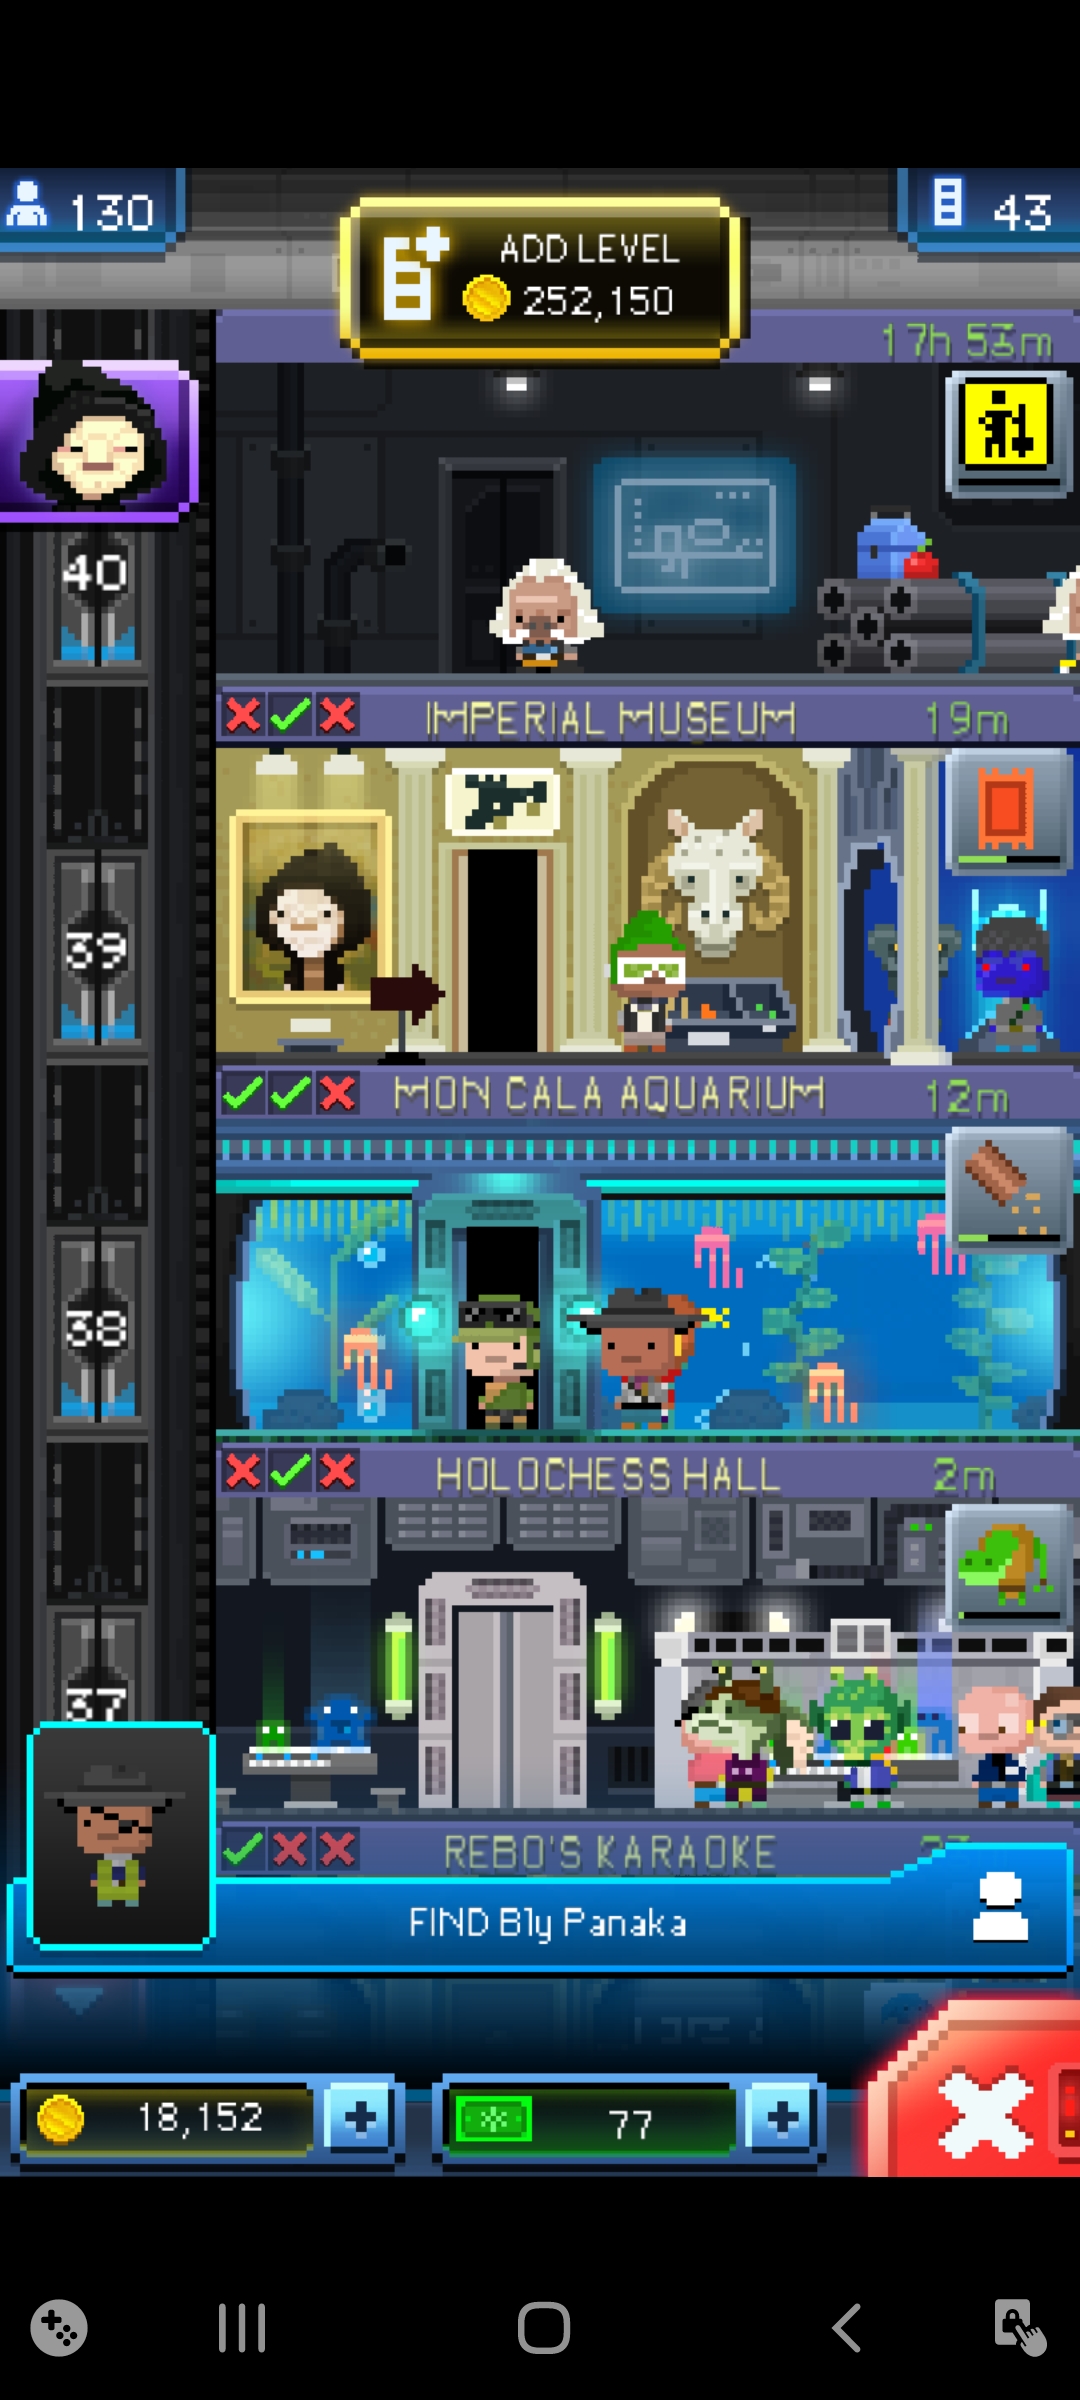 130
ADD LEVEL
252,150
43
17h 53m
40
IMPERIAL MUSEUM
19m
39
MON CALA AQUARIUM
12m
38
HOLOCHESS HALL
2m
37
REBO'S KARAOKE
FIND Bly Panaka
18,152
77